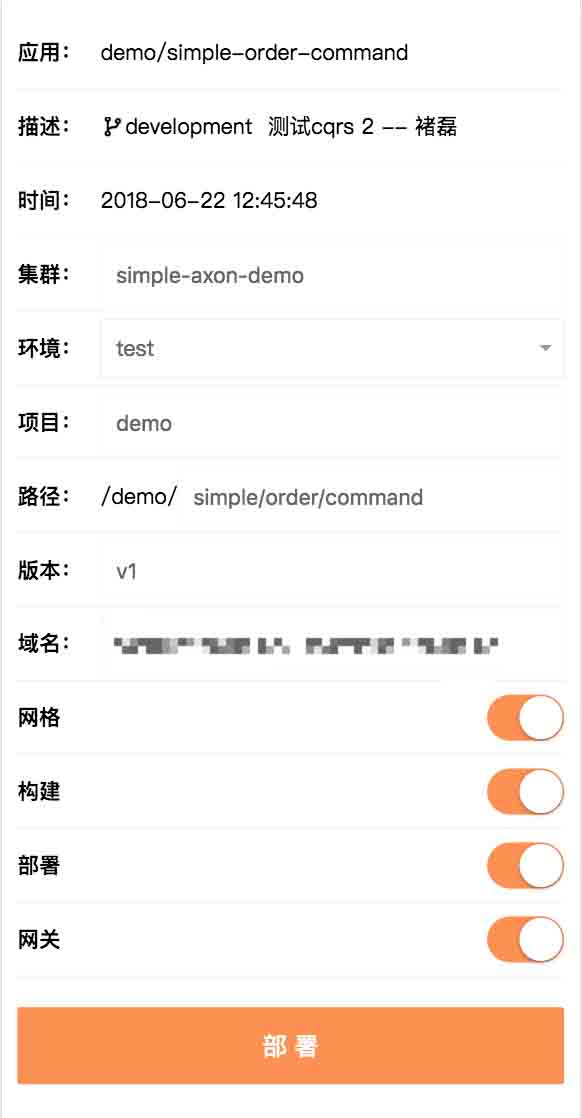 应用： demo/simple-order-command
描述： development 测试cqrs 2 -- 褚磊
时间： 2018-06-22 12:45:48
集群： simple-axon-demo
环境： test
项目： demo
路径： /demo/ simple/order/command
版本： v1
域名：
网格
构建
部署
网关
部 署